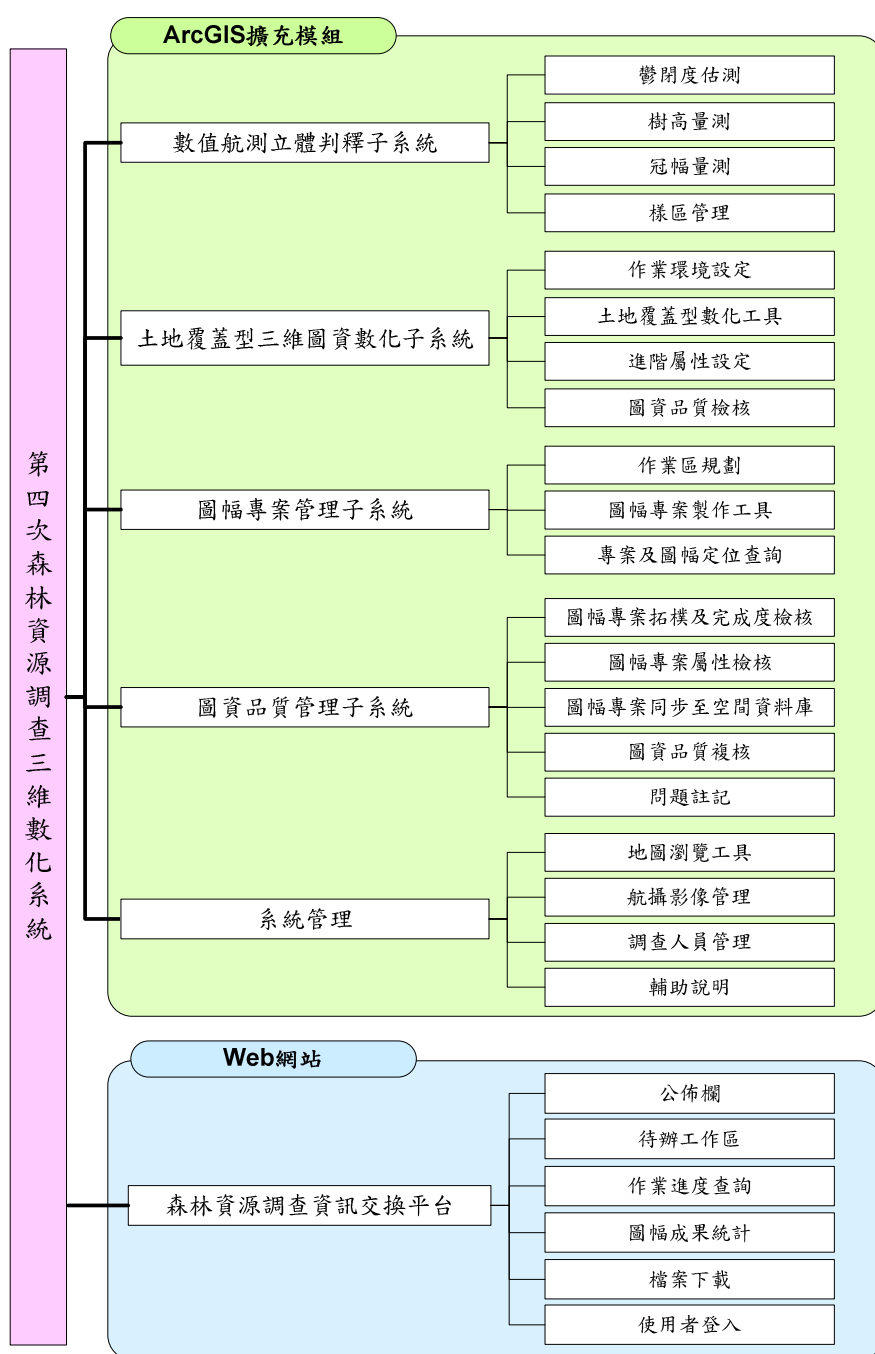 第四次森林資源調查三維數化系統
ArcGIS擴充模組
數值航測立體判釋子系統
鬱閉度估測
樹高量測
冠幅量測
樣區管理
土地覆蓋型三維圖資數化子系統
作業環境設定
土地覆蓋型數化工具
進階屬性設定
圖資品質檢核
圖幅專案管理子系統
作業區規劃
圖幅專案製作工具
專案及圖幅定位查詢
圖資品質管理子系統
圖幅專案拓樸及完成度檢核
圖幅專案屬性檢核
圖幅專案同步至空間資料庫
圖資品質複核
問題註記
系統管理
地圖瀏覽工具
航攝影像管理
調查人員管理
輔助說明
Web網站
森林資源調查資訊交換平台
公佈欄
待辦工作區
作業進度查詢
圖幅成果統計
檔案下載
使用者登入